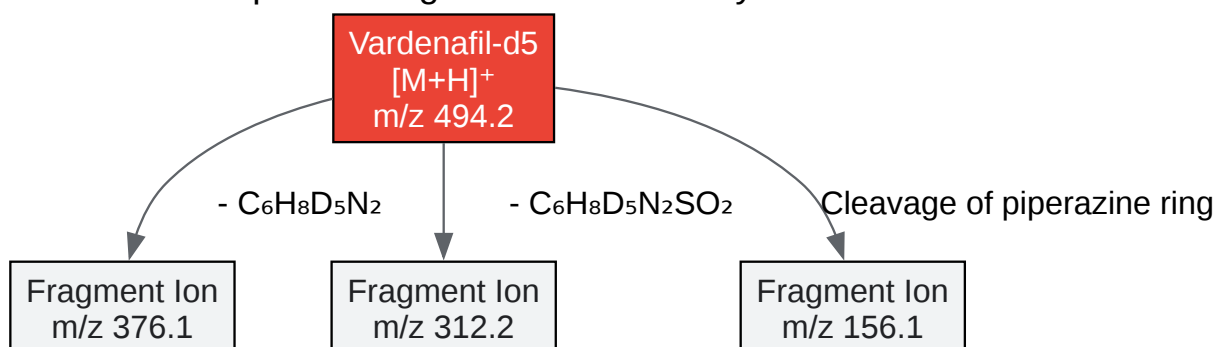 Vardenafil-d5
[M+H]⁺
m/z 494.2
- C₆H₈D₅N₂
- C₆H₈D₅N₂SO₂
Cleavage of piperazine ring
Fragment Ion
m/z 376.1
Fragment Ion
m/z 312.2
Fragment Ion
m/z 156.1